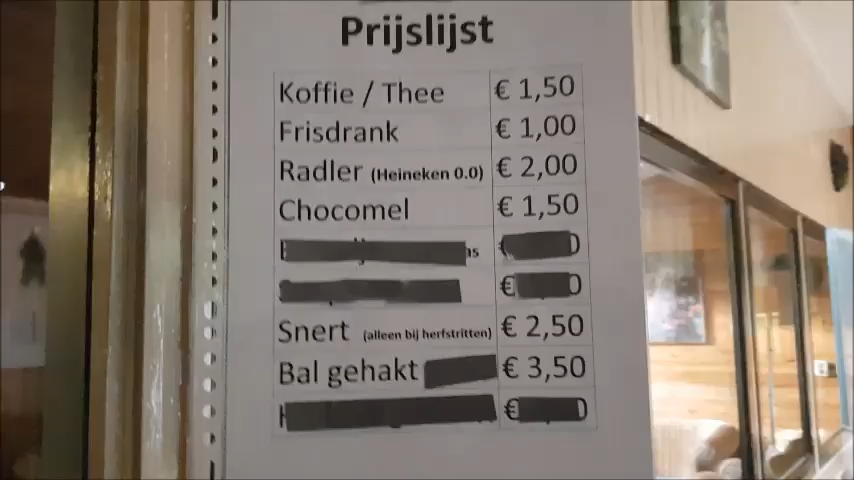 Prijslijst
Koffie / Thee € 1,50
Frisdrank € 1,00
Radler (Heineken 0.0) € 2,00
Chocomel € 1,50
Snert (alleen bij herfstritten) € 2,50
Bal gehakt € 3,50